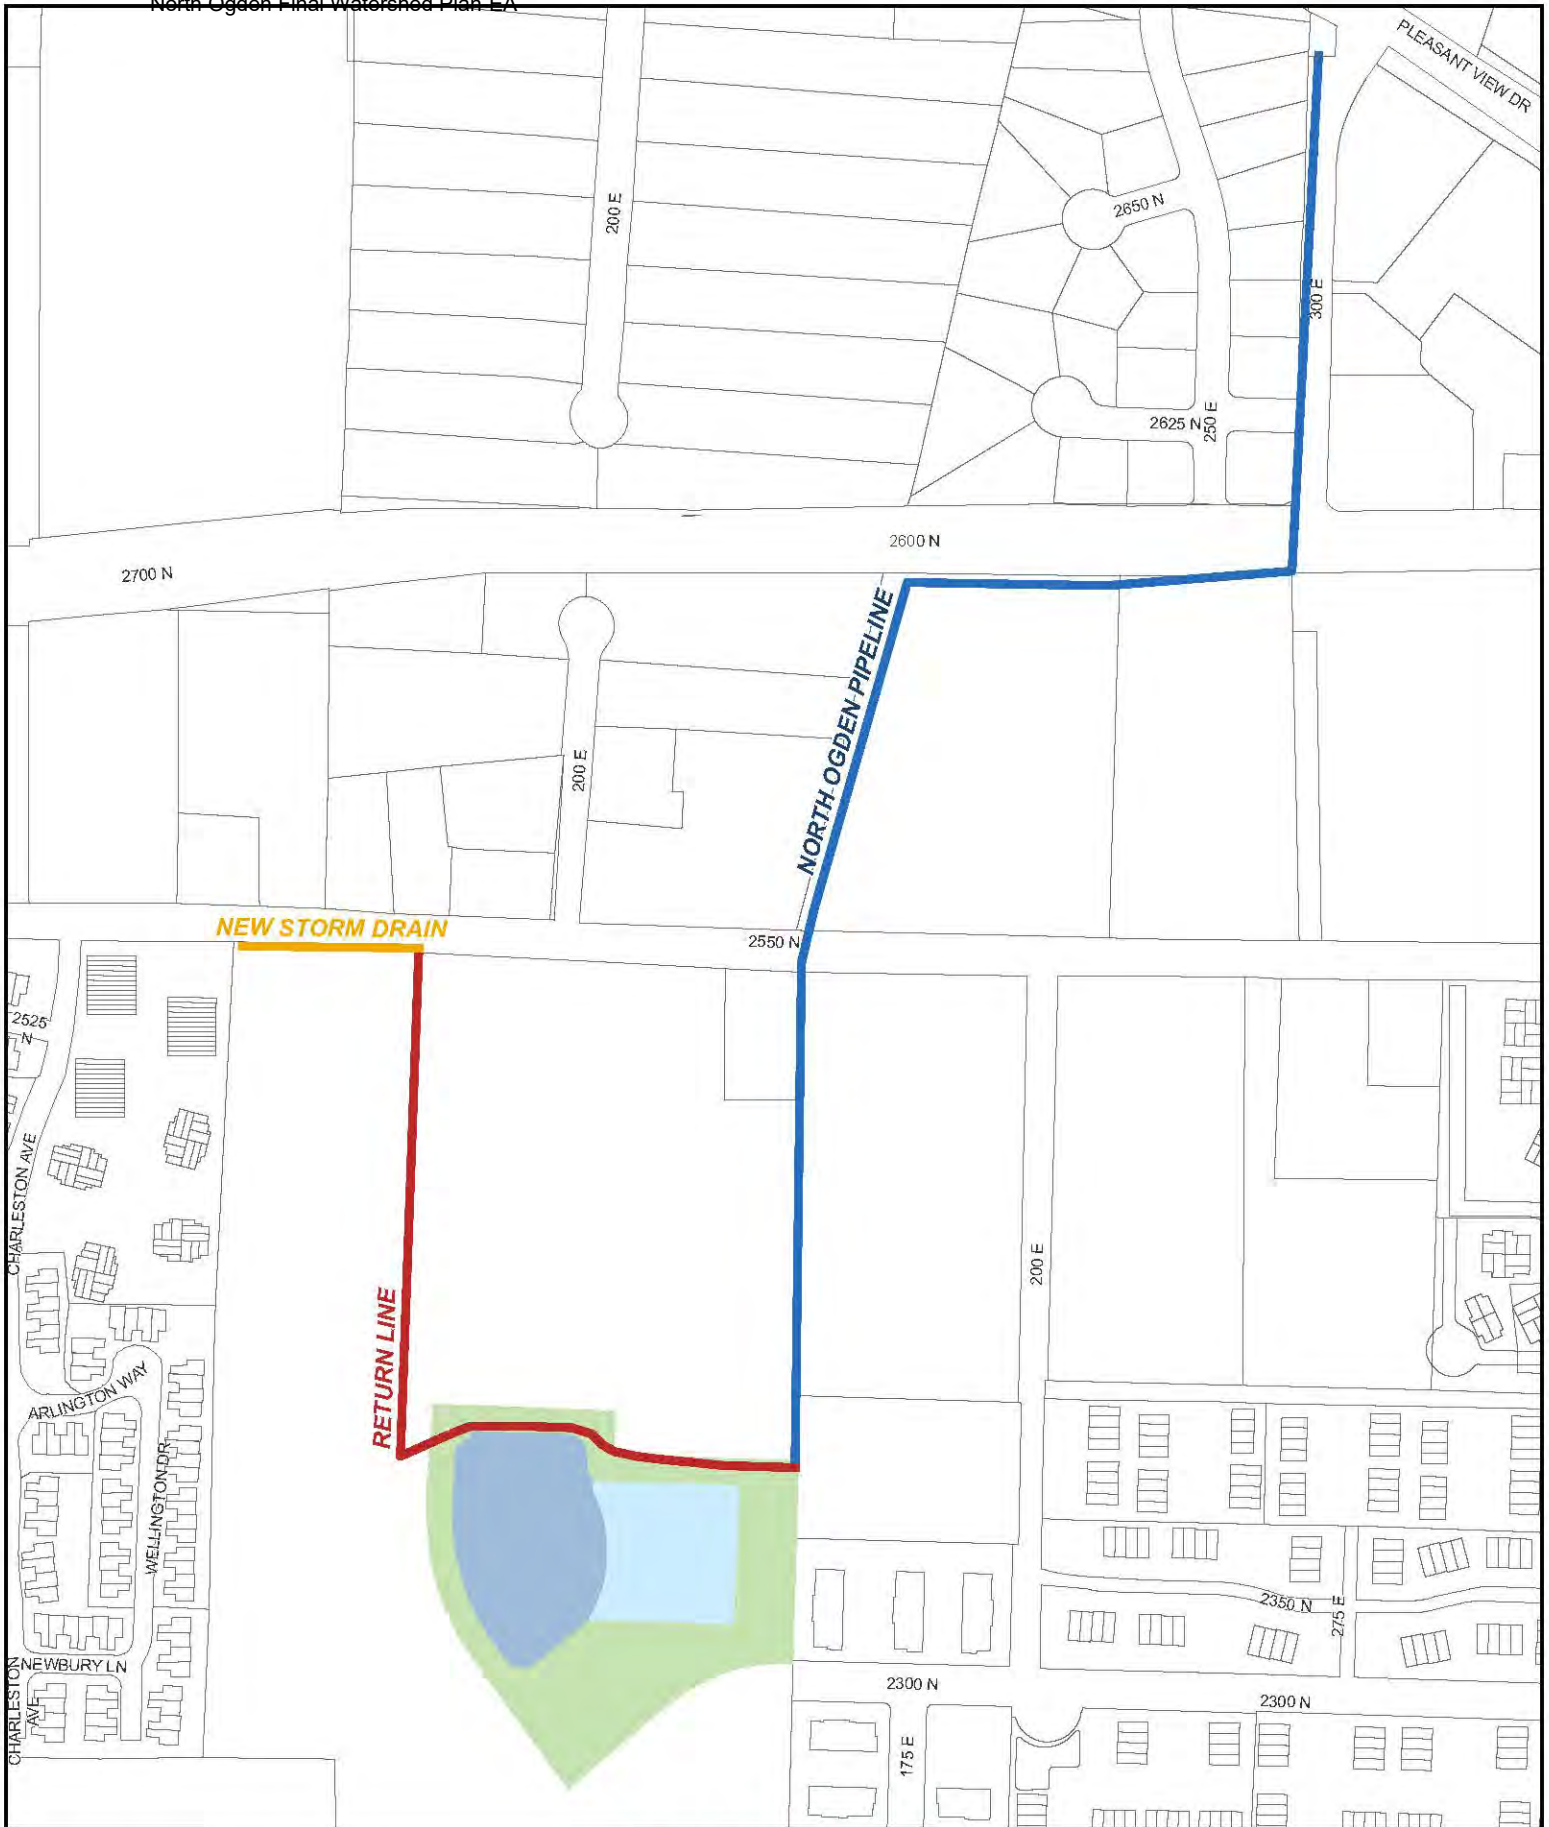 North Ogden Final Watershed Plan-EA
PLEASANT VIEW DR
200 E
2650 N
300 E
2625 N
250 E
2600 N
2700 N
NORTH OGDEN PIPELINE
200 E
NEW STORM DRAIN
2550 N
2525
N
CHARLESTON AVE
200 E
RETURN LINE
ARLINGTON WAY
WELLINGTON DR
2350 N
275 E
NEWBURY LN
CHARLESTON
AVE
2300 N
2300 N
175 E